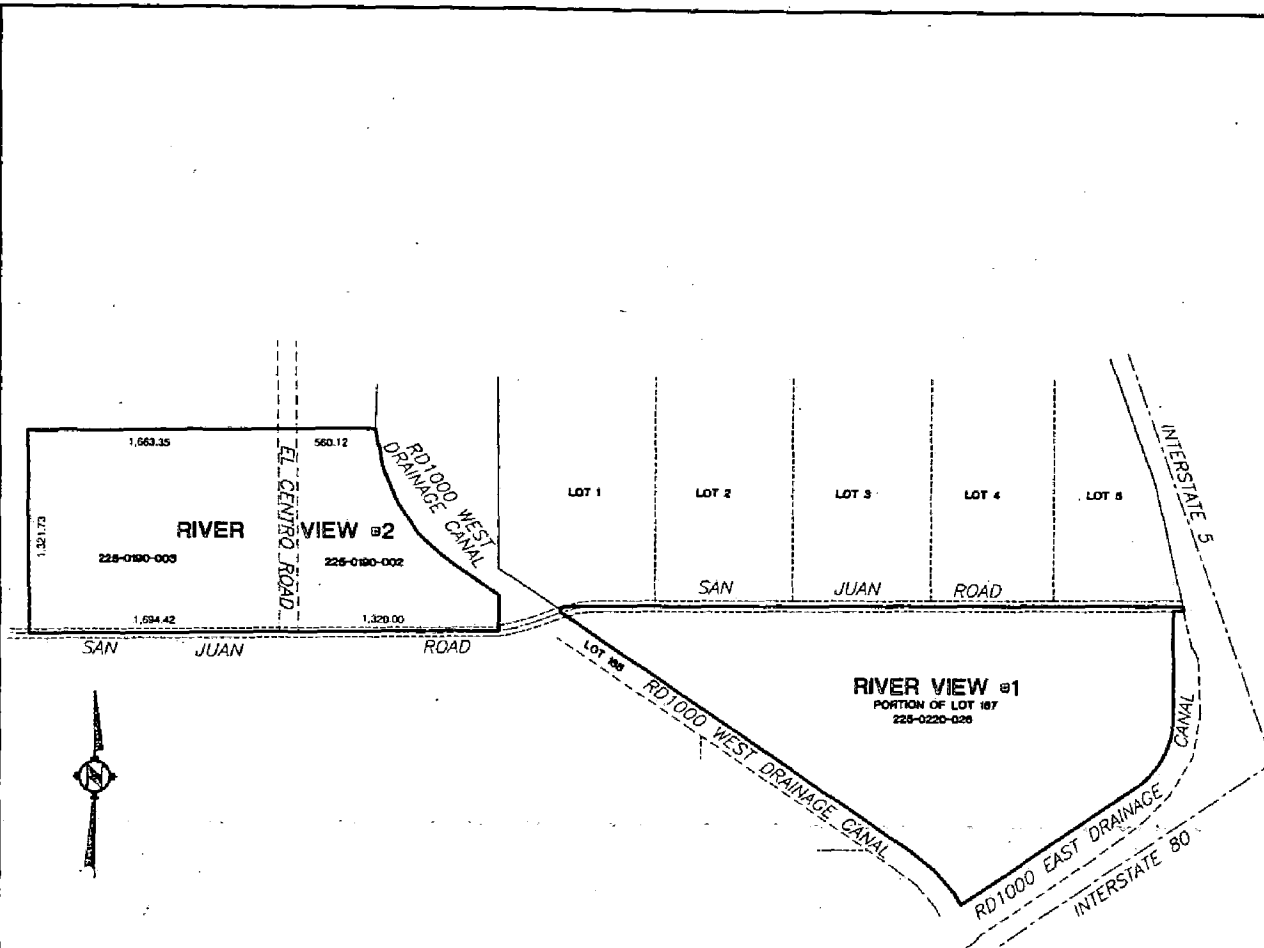 1,663.35
560.12
RD1000 WEST
DRAINAGE CANAL
EL CENTRO ROAD
1,321.73
RIVER VIEW #2
225-0190-003
225-0190-002
1,694.42
1,320.00
SAN JUAN ROAD
LOT 1
LOT 2
LOT 3
LOT 4
LOT 5
INTERSTATE 5
SAN JUAN ROAD
LOT 188
RD1000 WEST DRAINAGE CANAL
RIVER VIEW #1
PORTION OF LOT 187
225-0220-026
CANAL
RD1000 EAST DRAINAGE
INTERSTATE 80